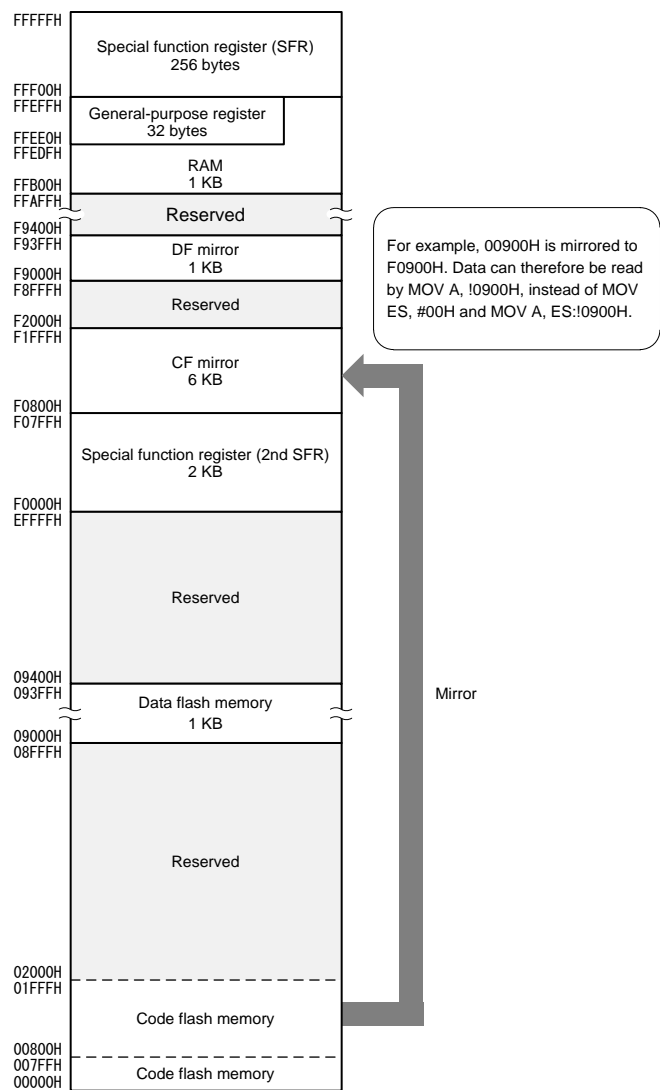 FFFFFH
Special function register (SFR)
256 bytes
FFF00H
FFEFFH
General-purpose register
32 bytes
FFEE0H
FFEDFH
RAM
1 KB
FFB00H
FFAFFH
Reserved
F9400H
F93FFH
DF mirror
1 KB
F9000H
F8FFFH
Reserved
F2000H
F1FFFH
CF mirror
6 KB
F0800H
F07FFH
Special function register (2nd SFR)
2 KB
F0000H
EFFFFH
Reserved
09400H
093FFH
Data flash memory
1 KB
09000H
08FFFH
Reserved
02000H
01FFFH
Code flash memory
00800H
007FFH
Code flash memory
00000H
For example, 00900H is mirrored to
F0900H. Data can therefore be read
by MOV A, !0900H, instead of MOV
ES, #00H and MOV A, ES:!0900H.
Mirror